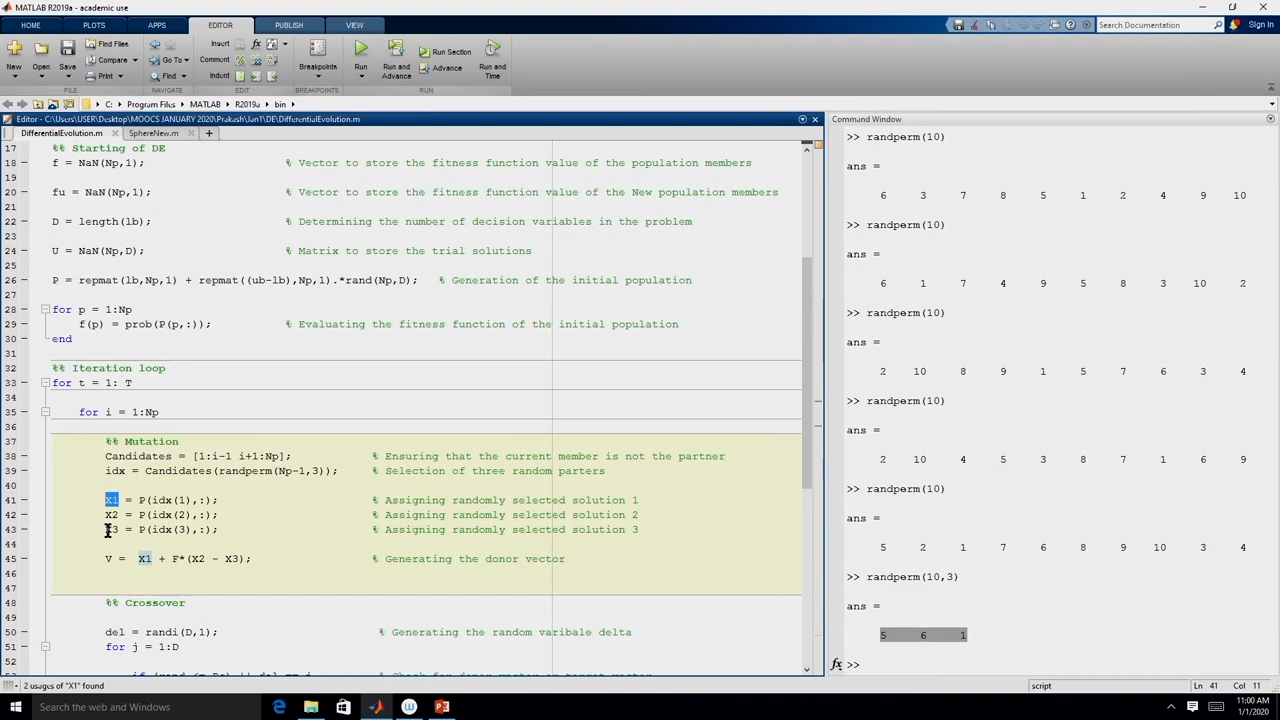 MATLAB R2019a - academic use
HOME PLOTS APPS EDITOR PUBLISH VIEW
Search Documentation Sign In
New Open Save Find Files Compare Print
Go To Find
Insert Comment Indent
Breakpoints
Run Run and Advance Run Section Advance Run and Time
FILE NAVIGATE EDIT BREAKPOINTS RUN
C: Program Files MATLAB R2019a bin
Editor - C:\Users\USER\Desktop\MOOCS JANUARY 2020\Prakash\Jan1\DE\DifferentialEvolution.m
DifferentialEvolution.m SphereNew.m
17 %% Starting of DE
18 f = NaN(Np,1); % Vector to store the fitness function value of the population members
19
20 fu = NaN(Np,1); % Vector to store the fitness function value of the New population members
21
22 D = length(lb); % Determining the number of decision variables in the problem
23
24 U = NaN(Np,D); % Matrix to store the trial solutions
25
26 P = repmat(lb,Np,1) + repmat((ub-lb),Np,1).*rand(Np,D); % Generation of the initial population
27
28 for p = 1:Np
29 f(p) = prob(P(p,:)); % Evaluating the fitness function of the initial population
30 end
31
32 %% Iteration loop
33 for t = 1: T
34
35 for i = 1:Np
36
37 %% Mutation
38 Candidates = [1:i-1 i+1:Np]; % Ensuring that the current member is not the partner
39 idx = Candidates(randperm(Np-1,3)); % Selection of three random parters
40
41 X1 = P(idx(1),:); % Assigning randomly selected solution 1
42 X2 = P(idx(2),:); % Assigning randomly selected solution 2
43 X3 = P(idx(3),:); % Assigning randomly selected solution 3
44
45 V = X1 + F*(X2 - X3); % Generating the donor vector
46
47
48 %% Crossover
49
50 del = randi(D,1); % Generating the random varibale delta
51 for j = 1:D
52
Command Window
>> randperm(10)
ans =
6 3 7 8 5 1 2 4 9 10
>> randperm(10)
ans =
6 1 7 4 9 5 8 3 10 2
>> randperm(10)
ans =
2 10 8 9 1 5 7 6 3 4
>> randperm(10)
ans =
2 10 4 5 3 8 7 1 6 9
>> randperm(10)
ans =
5 2 1 7 6 8 9 10 3 4
>> randperm(10,3)
ans =
5 6 1
fx >>
2 usages of "X1" found script Ln 41 Col 11
Search the web and Windows 11:00 AM
1/1/2020